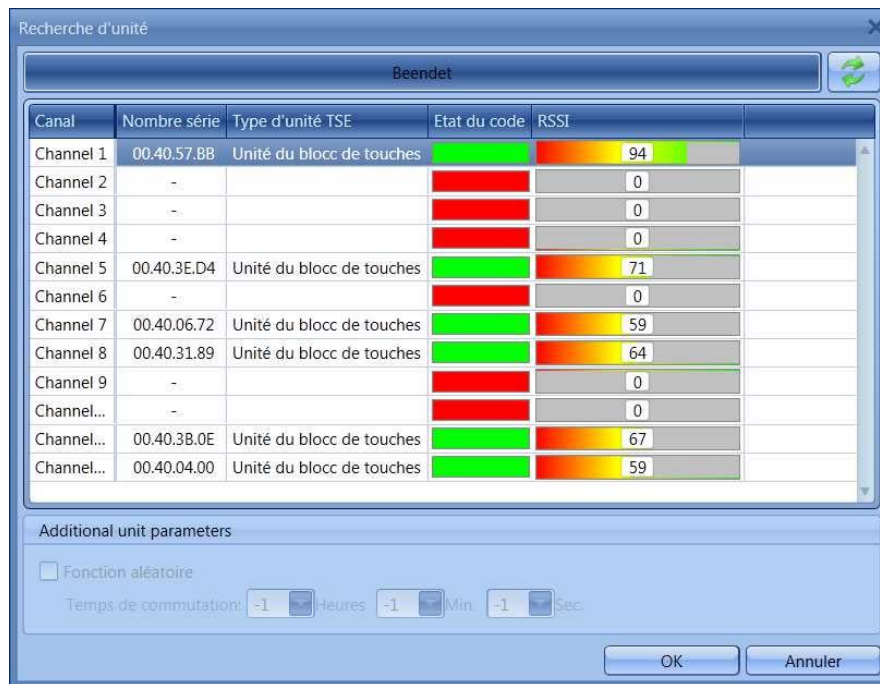 Recherche d'unité
Beendet
Canal Nombre série Type d'unité TSE Etat du code RSSI
Channel 1 00.40.57.BB Unité du blocc de touches 94
Channel 2 - 0
Channel 3 - 0
Channel 4 - 0
Channel 5 00.40.3E.D4 Unité du blocc de touches 71
Channel 6 - 0
Channel 7 00.40.06.72 Unité du blocc de touches 59
Channel 8 00.40.31.89 Unité du blocc de touches 64
Channel 9 - 0
Channel... - 0
Channel... 00.40.3B.0E Unité du blocc de touches 67
Channel... 00.40.04.00 Unité du blocc de touches 59
Additional unit parameters
Fonction aléatoire
Temps de commutation: -1 Heures -1 Min. -1 Sec.
OK Annuler